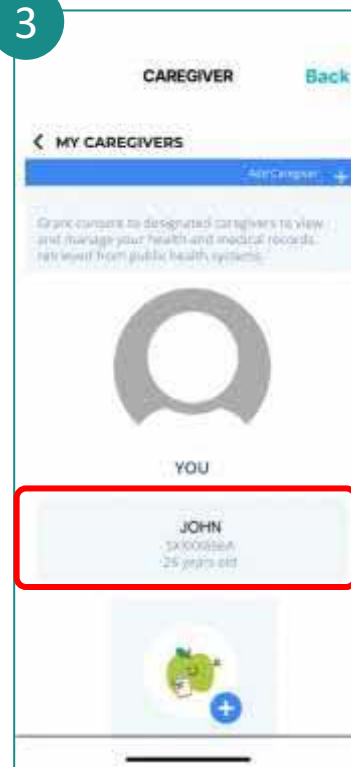 3
CAREGIVER Back
< MY CAREGIVERS
Add Caregiver +
Grant consent to designated caregivers to view
and manage your health and medical records
retrieved from public health systems.
YOU
JOHN
26 years old